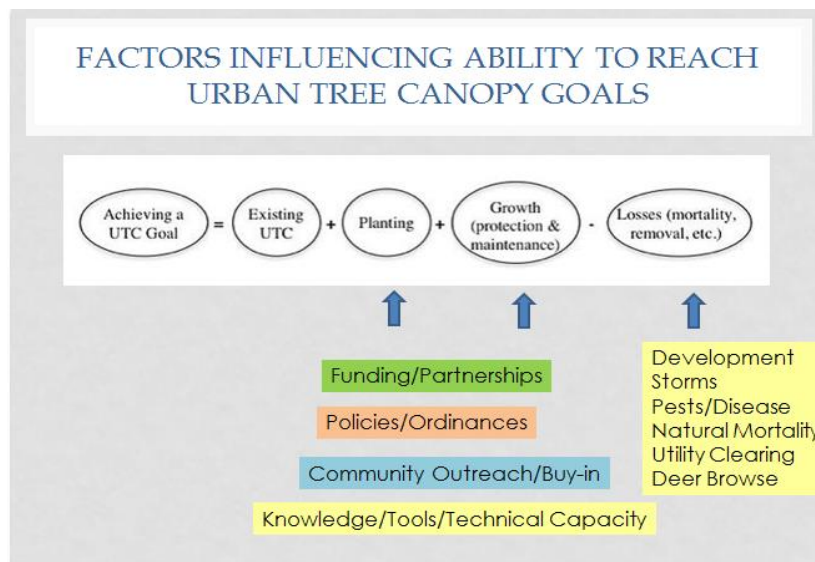 FACTORS INFLUENCING ABILITY TO REACH
URBAN TREE CANOPY GOALS
Achieving a
UTC Goal
=
Existing
UTC
+
Planting
+
Growth
(protection &
maintenance)
-
Losses (mortality,
removal, etc.)
Funding/Partnerships
Policies/Ordinances
Community Outreach/Buy-in
Knowledge/Tools/Technical Capacity
Development
Storms
Pests/Disease
Natural Mortality
Utility Clearing
Deer Browse